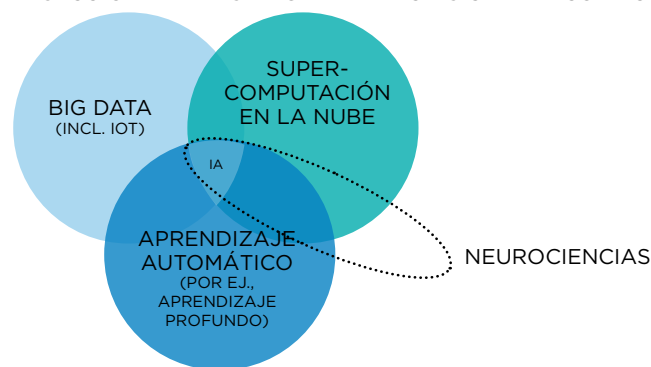 BIG DATA
(INCL. IOT)
SUPER-
COMPUTACIÓN
EN LA NUBE
IA
APRENDIZAJE
AUTOMÁTICO
(POR EJ.,
APRENDIZAJE
PROFUNDO)
NEUROCIENCIAS